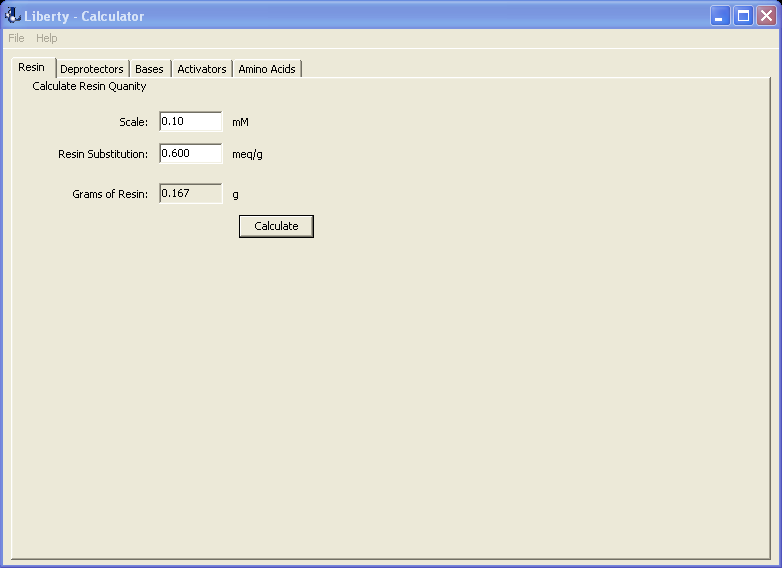 Liberty - Calculator
File Help
Resin Deprotectors Bases Activators Amino Acids
Calculate Resin Quanity
Scale: 0.10 mM
Resin Substitution: 0.600 meq/g
Grams of Resin: 0.167 g
Calculate